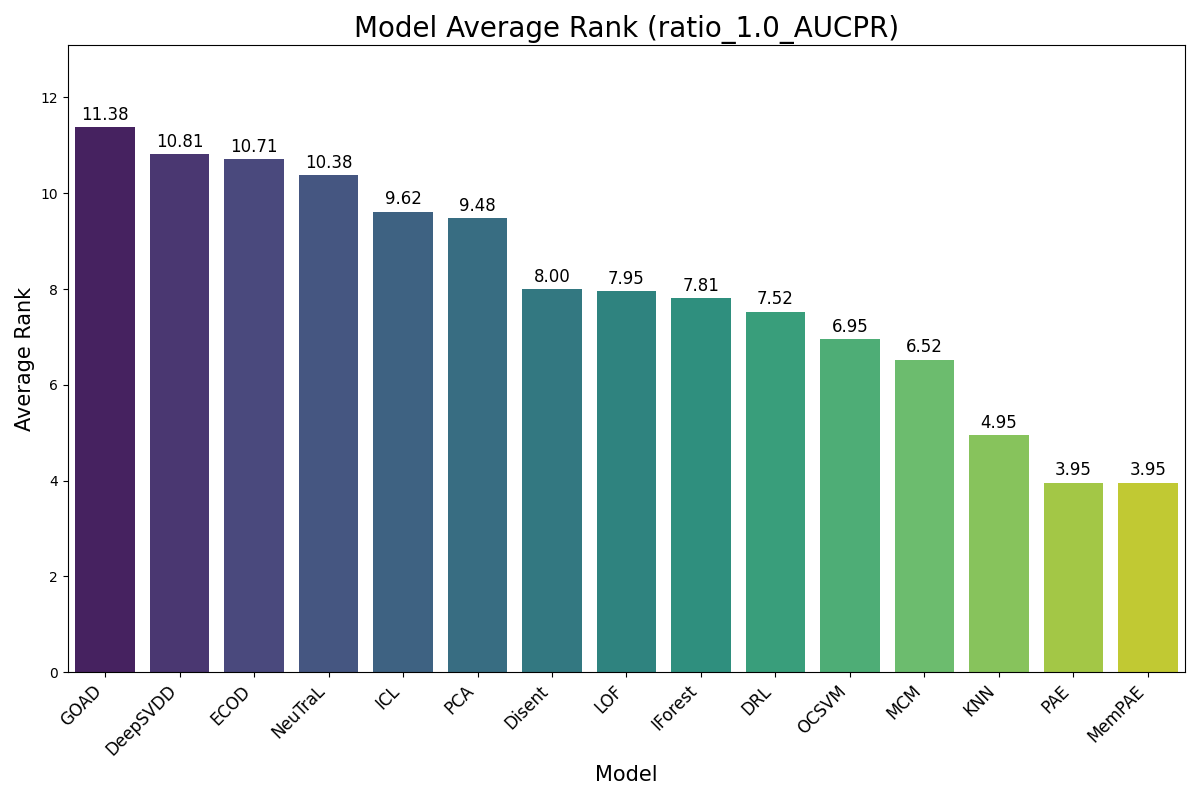 Model Average Rank (ratio_1.0_AUCPR)
Average Rank
12
10
8
6
4
2
0
11.38
10.81
10.71
10.38
9.62
9.48
8.00
7.95
7.81
7.52
6.95
6.52
4.95
3.95
3.95
GOAD
DeepSVDD
ECOD
NeuTraL
ICL
PCA
Disent
LOF
IForest
DRL
OCSVM
MCM
KNN
PAE
MemPAE
Model